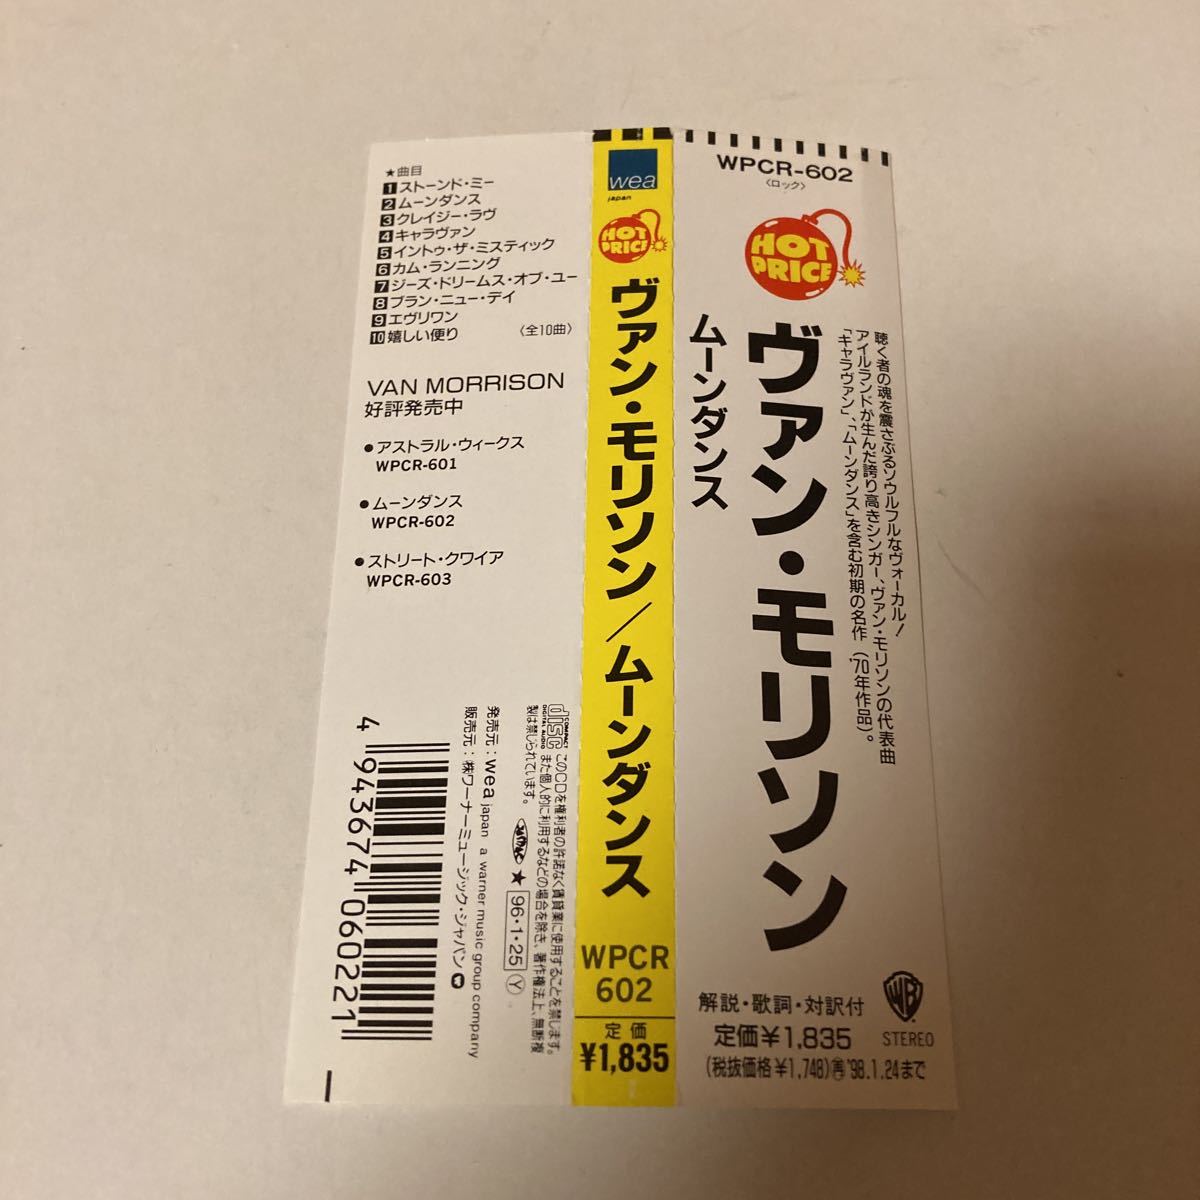 ★曲目
1 ストーンド・ミー
2 ムーンダンス
3 クレイジー・ラヴ
4 キャラヴァン
5 イントゥ・ザ・ミスティック
6 カム・ランニング
7 ジーズ・ドリームス・オブ・ユー
8 ブラン・ニュー・デイ
9 エヴリワン
10 嬉しい便り 〈全10曲〉
VAN MORRISON
好評発売中
● アストラル・ウィークス
WPCR-601
● ムーンダンス
WPCR-602
● ストリート・クワイア
WPCR-603
COMPACT
disc
DIGITAL AUDIO
このCDを権利者の許諾なく賃貸業に使用することを禁じます。
また個人的に利用するなどの場合を除き、著作権法上、無断複
製は禁じられています。
★ 96・1・25 Y
発売元：wea japan a warner music group company
販売元：㈱ワーナーミュージック・ジャパン
4 943674 060221
wea
japan
HOT
PRICE
ヴァン・モリソン／ムーンダンス
WPCR
602
定価
¥1,835
WPCR-602
〈ロック〉
HOT
PRICE
聴く者の魂を震さぶるソウルフルなヴォーカル！
アイルランドが生んだ誇り高きシンガー、ヴァン・モリソンの代表曲
「キャラヴァン」、「ムーンダンス」を含む初期の名作（'70年作品）。
ヴァン・モリソン
ムーンダンス
解説・歌詞・対訳付
定価¥1,835
(税抜価格¥1,748)再'98.1.24まで
WB
STEREO